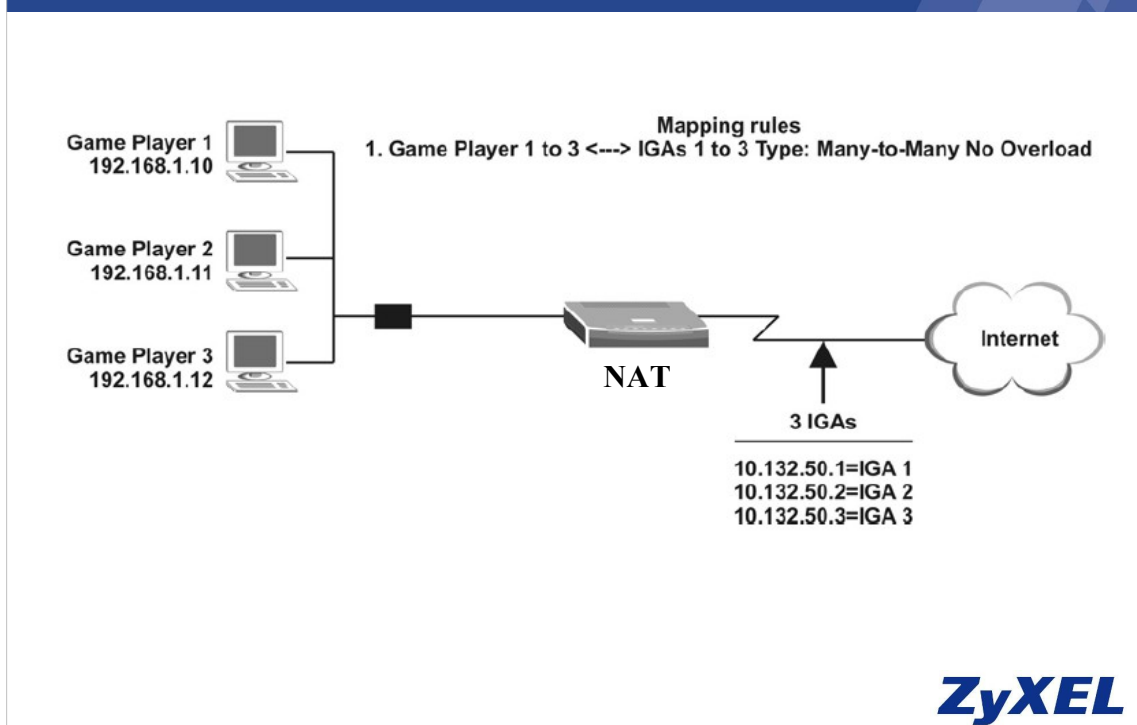 Game Player 1
192.168.1.10
Mapping rules
1. Game Player 1 to 3 <---> IGAs 1 to 3 Type: Many-to-Many No Overload
Game Player 2
192.168.1.11
Game Player 3
192.168.1.12
NAT
Internet
3 IGAs
10.132.50.1=IGA 1
10.132.50.2=IGA 2
10.132.50.3=IGA 3
ZyXEL